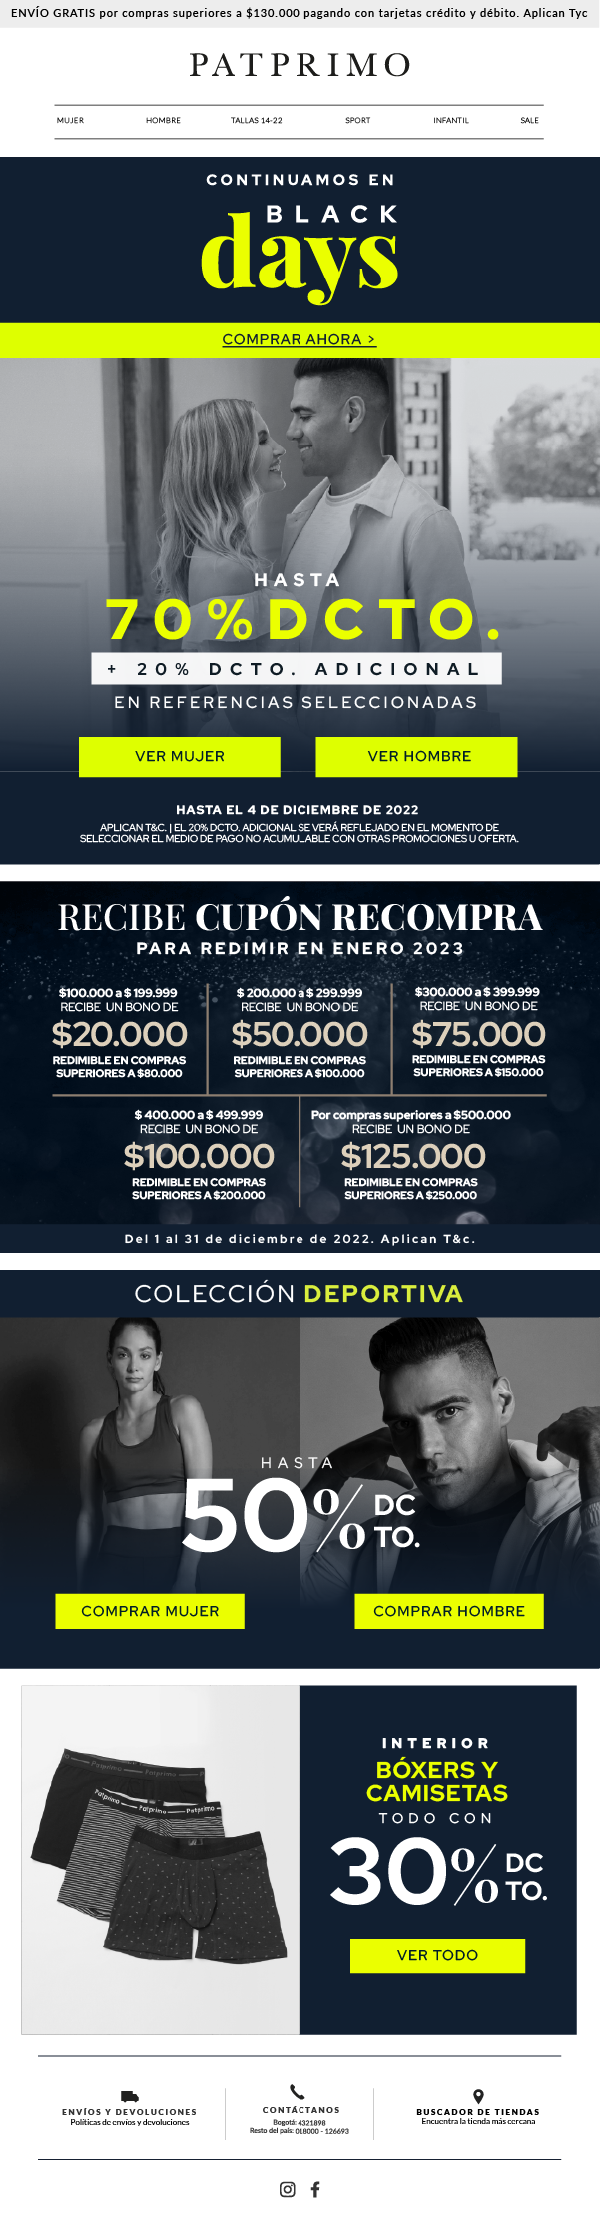 ENVÍO GRATIS por compras superiores a $130.000 pagando con tarjetas crédito y débito. Aplican Tyc
PATPRIMO
MUJER HOMBRE TALLAS 14-22 SPORT INFANTIL SALE
CONTINUAMOS EN
BLACK
days
COMPRAR AHORA >
HASTA
70%DCTO.
+ 20% DCTO. ADICIONAL
EN REFERENCIAS SELECCIONADAS
VER MUJER VER HOMBRE
HASTA EL 4 DE DICIEMBRE DE 2022
APLICAN T&C. | EL 20% DCTO. ADICIONAL SE VERÁ REFLEJADO EN EL MOMENTO DE
SELECCIONAR EL MEDIO DE PAGO NO ACUMULABLE CON OTRAS PROMOCIONES U OFERTA.
RECIBE CUPÓN RECOMPRA
PARA REDIMIR EN ENERO 2023
$100.000 a $ 199.999
RECIBE UN BONO DE
$20.000
REDIMIBLE EN COMPRAS
SUPERIORES A $80.000
$ 200.000 a $ 299.999
RECIBE UN BONO DE
$50.000
REDIMIBLE EN COMPRAS
SUPERIORES A $100.000
$300.000 a $ 399.999
RECIBE UN BONO DE
$75.000
REDIMIBLE EN COMPRAS
SUPERIORES A $150.000
$ 400.000 a $ 499.999
RECIBE UN BONO DE
$100.000
REDIMIBLE EN COMPRAS
SUPERIORES A $200.000
Por compras superiores a $500.000
RECIBE UN BONO DE
$125.000
REDIMIBLE EN COMPRAS
SUPERIORES A $250.000
Del 1 al 31 de diciembre de 2022. Aplican T&c.
COLECCIÓN DEPORTIVA
HASTA
50% DC
TO.
COMPRAR MUJER COMPRAR HOMBRE
Patprimo Patprimo
Patprimo Patprimo Patprimo
INTERIOR
BÓXERS Y
CAMISETAS
TODO CON
30% DC
TO.
VER TODO
ENVÍOS Y DEVOLUCIONES
Políticas de envíos y devoluciones
CONTÁCTANOS
Bogotá: 4321898
Resto del país: 018000 - 126693
BUSCADOR DE TIENDAS
Encuentra la tienda más cercana